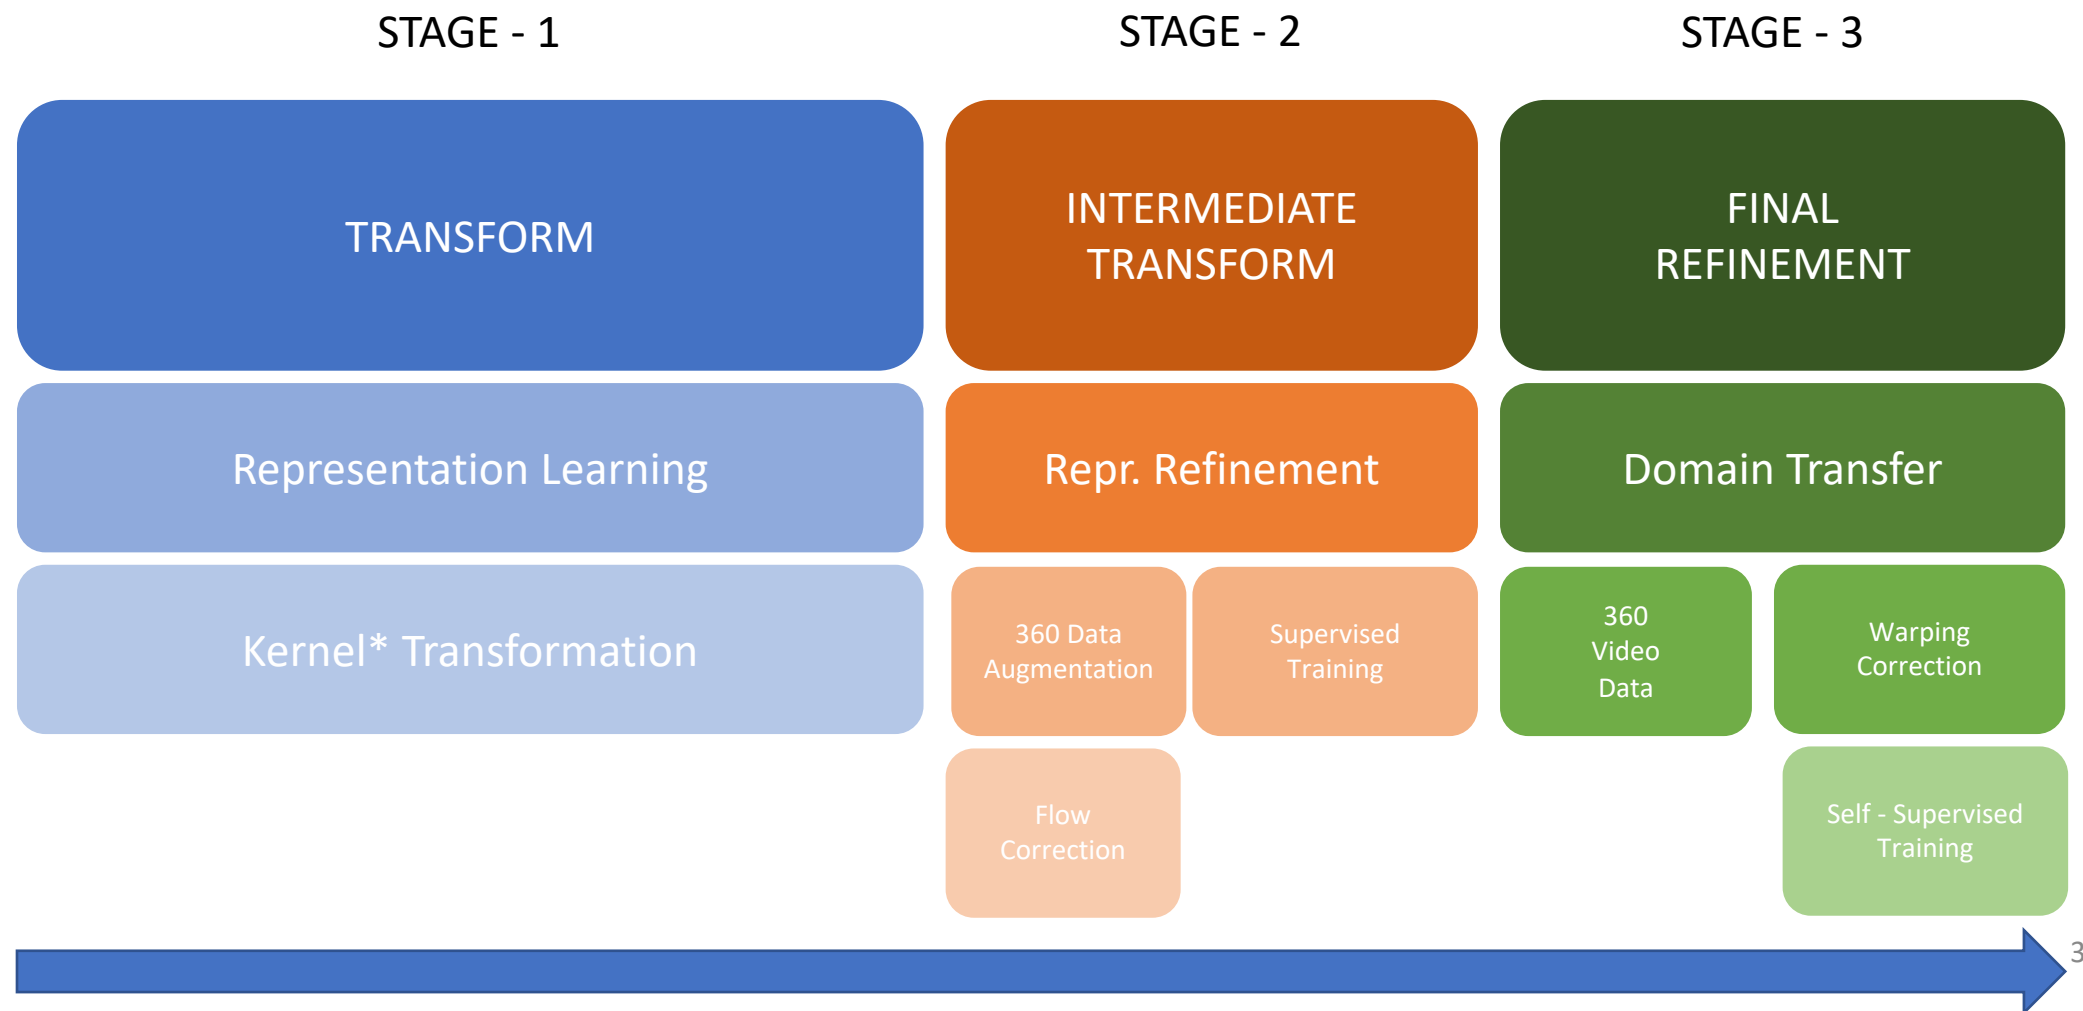 STAGE - 1
STAGE - 2
STAGE - 3
TRANSFORM
INTERMEDIATE
TRANSFORM
FINAL
REFINEMENT
Representation Learning
Repr. Refinement
Domain Transfer
Kernel* Transformation
360 Data
Augmentation
Supervised
Training
360
Video
Data
Warping
Correction
Flow
Correction
Self - Supervised
Training
3